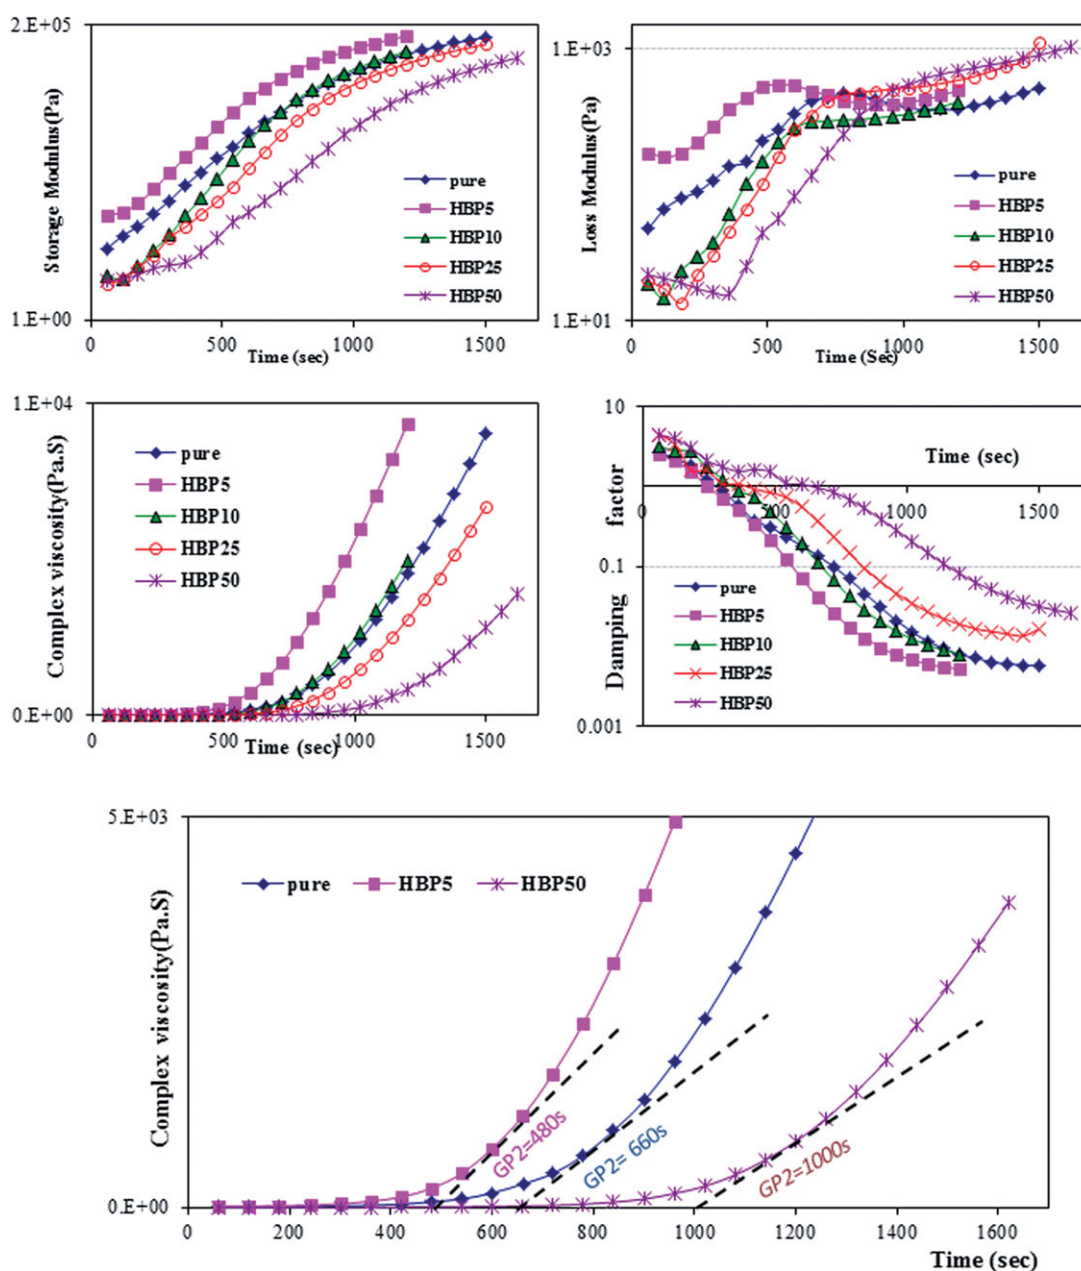 2.E+05
Storage Modulus(Pa)
1.E+00
pure
HBP5
HBP10
HBP25
HBP50
0 500 1000 1500
Time (sec)
1.E+03
Loss Modulus(Pa)
1.E+01
pure
HBP5
HBP10
HBP25
HBP50
0 500 1000 1500
Time (Sec)
1.E+04
Complex viscosity(Pa.S)
0.E+00
pure
HBP5
HBP10
HBP25
HBP50
0 500 1000 1500
Time (sec)
10
Time (sec)
Damping factor
0 500 1000 1500
0.1
0.001
pure
HBP5
HBP10
HBP25
HBP50
5.E+03
Complex viscosity(Pa.S)
0.E+00
pure HBP5 HBP50
GP2=480s
GP2= 660s
GP2=1000s
0 200 400 600 800 1000 1200 1400 1600
Time (sec)